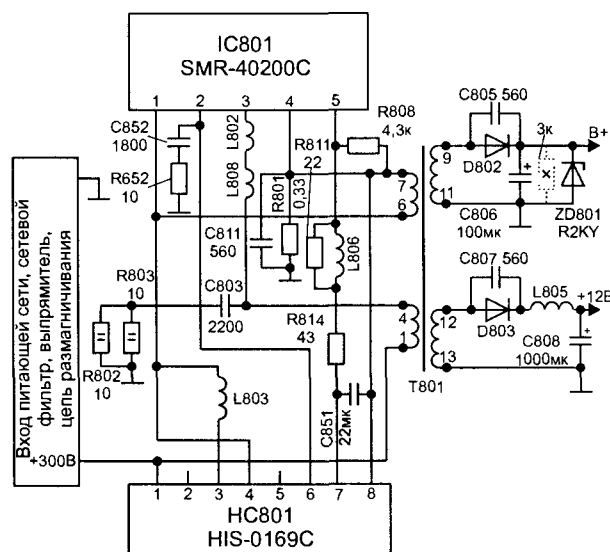 IC801
SMR-40200C
1 2 3 4 5
C852
1800
R652
10
L802
L808
R801
0,33
R811
22
R808
4,3к
C811
560
L806
7
6
C805 560
D802
9
11
C806
100мк
3к
×
B+
ZD801
R2KY
Вход питающей сети, сетевой
фильтр, выпрямитель,
цепь размагничивания
+300В
R803
10
R802
10
C803
2200
L803
R814
43
C851
22мк
4
1
T801
C807 560
D803
L805
+12В
12
13
C808
1000мк
1 2 3 4 5 6 7 8
HC801
HIS-0169C